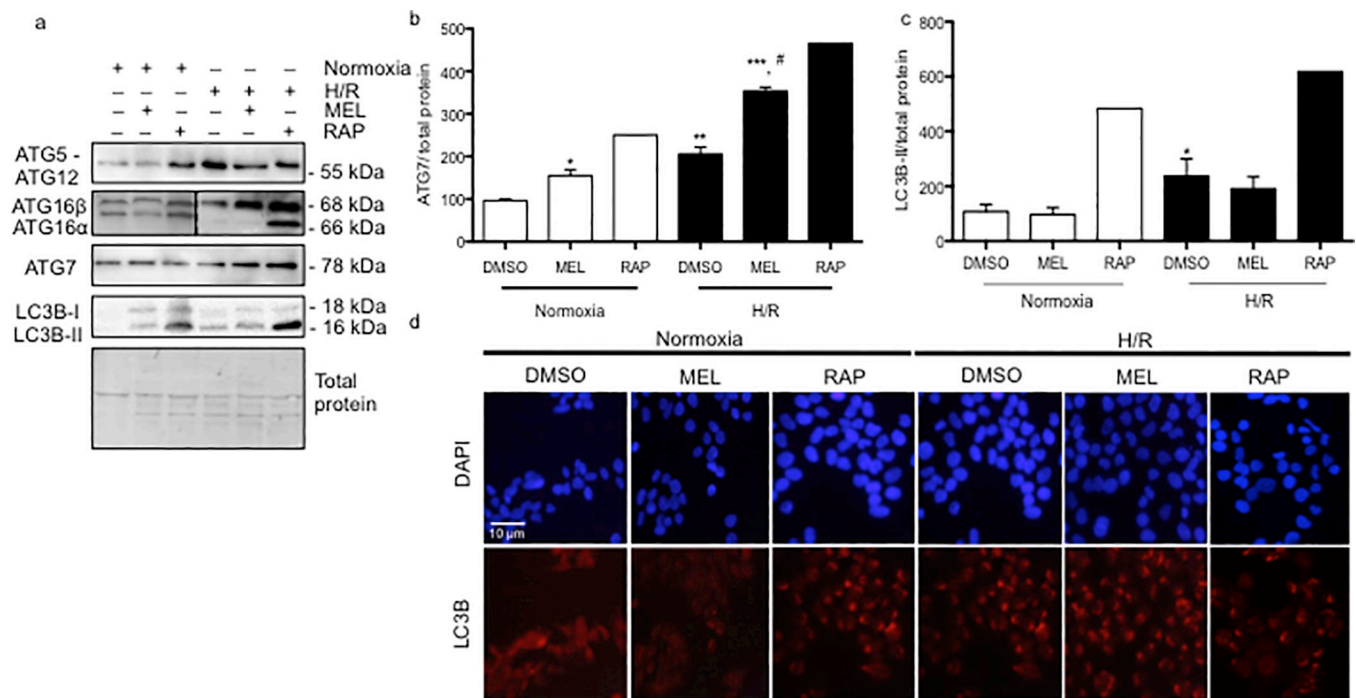 a
+ + + – – – Normoxia
– – – + + + H/R
– + – – + – MEL
– – + – – + RAP
ATG5 -
ATG12
- 55 kDa
ATG16β
ATG16α
- 68 kDa
- 66 kDa
ATG7
- 78 kDa
LC3B-I
LC3B-II
- 18 kDa
- 16 kDa
Total
protein
b
ATG7/ total protein
500
400
300
200
100
0
*
**
*** #
DMSO MEL RAP DMSO MEL RAP
Normoxia H/R
c
LC3B-II/total protein
800
600
400
200
0
DMSO MEL RAP DMSO MEL RAP
Normoxia H/R
d
Normoxia H/R
DMSO MEL RAP DMSO MEL RAP
DAPI
10 µm
LC3B